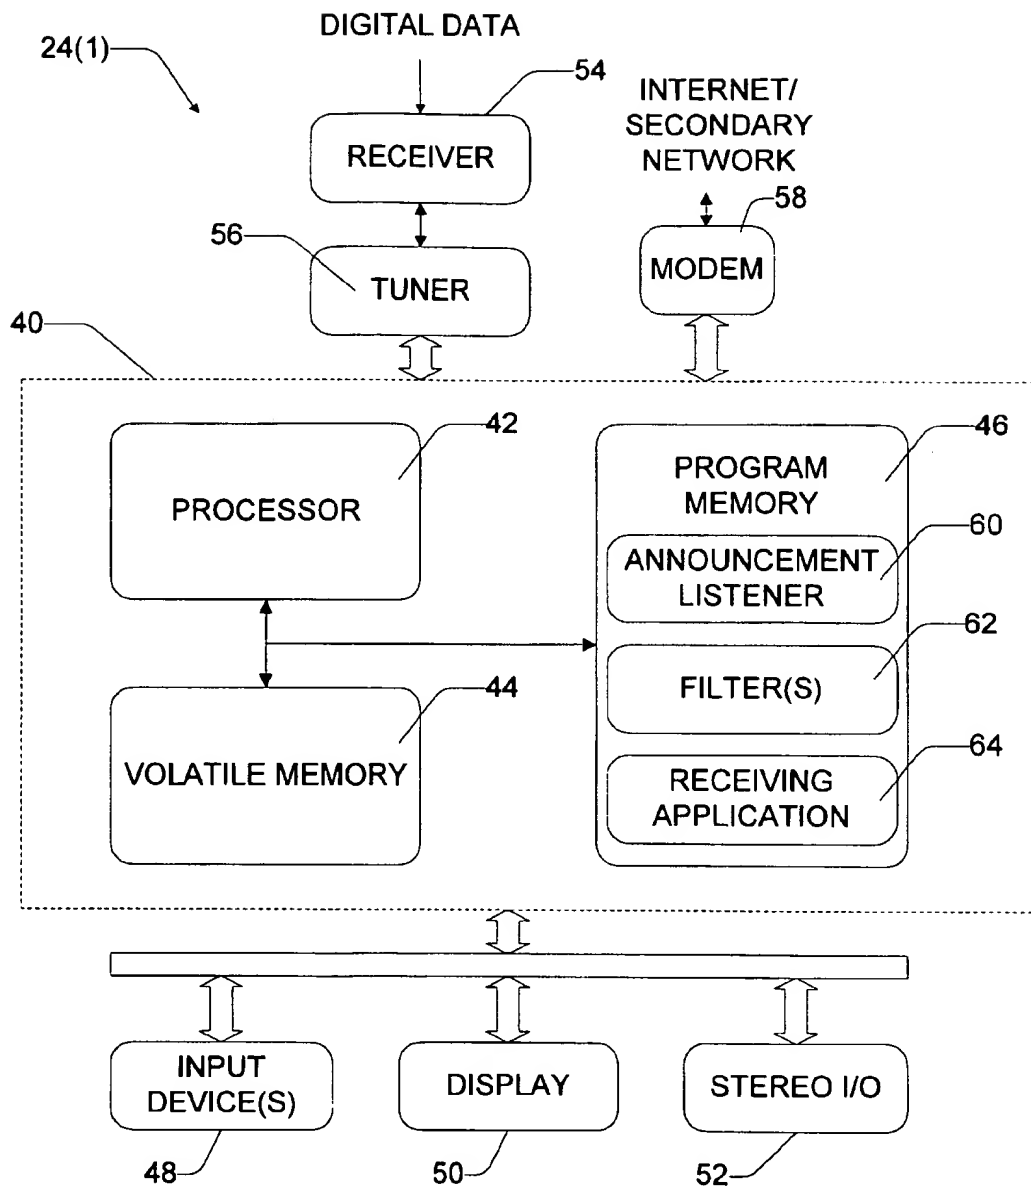 DIGITAL DATA
24(1)
54
RECEIVER
INTERNET/
SECONDARY
NETWORK
58
56
TUNER
MODEM
40
42
PROCESSOR
46
PROGRAM
MEMORY
60
ANNOUNCEMENT
LISTENER
62
FILTER(S)
44
VOLATILE MEMORY
64
RECEIVING
APPLICATION
INPUT
DEVICE(S)
DISPLAY
STEREO I/O
48
50
52